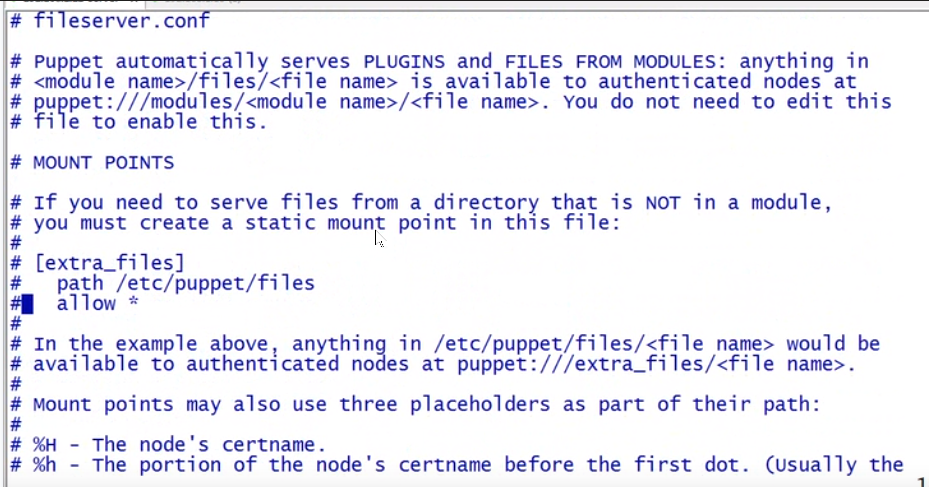 # fileserver.conf
# Puppet automatically serves PLUGINS and FILES FROM MODULES: anything in
# <module name>/files/<file name> is available to authenticated nodes at
# puppet:///modules/<module name>/<file name>. You do not need to edit this
# file to enable this.
# MOUNT POINTS
# If you need to serve files from a directory that is NOT in a module,
# you must create a static mount point in this file:
#
# [extra_files]
#   path /etc/puppet/files
#   allow *
#
# In the example above, anything in /etc/puppet/files/<file name> would be
# available to authenticated nodes at puppet:///extra_files/<file name>.
#
# Mount points may also use three placeholders as part of their path:
#
# %H - The node's certname.
# %h - The portion of the node's certname before the first dot. (Usually the